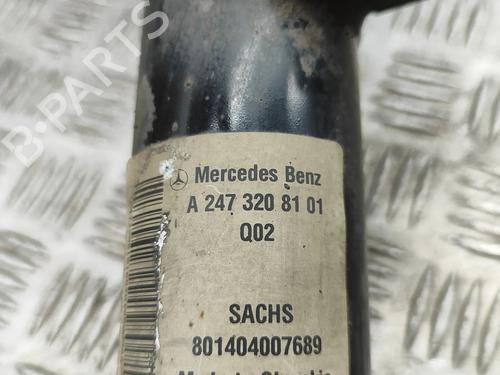 B-PARTS
Mercedes Benz
A 247 320 81 01
Q02
SACHS
801404007689